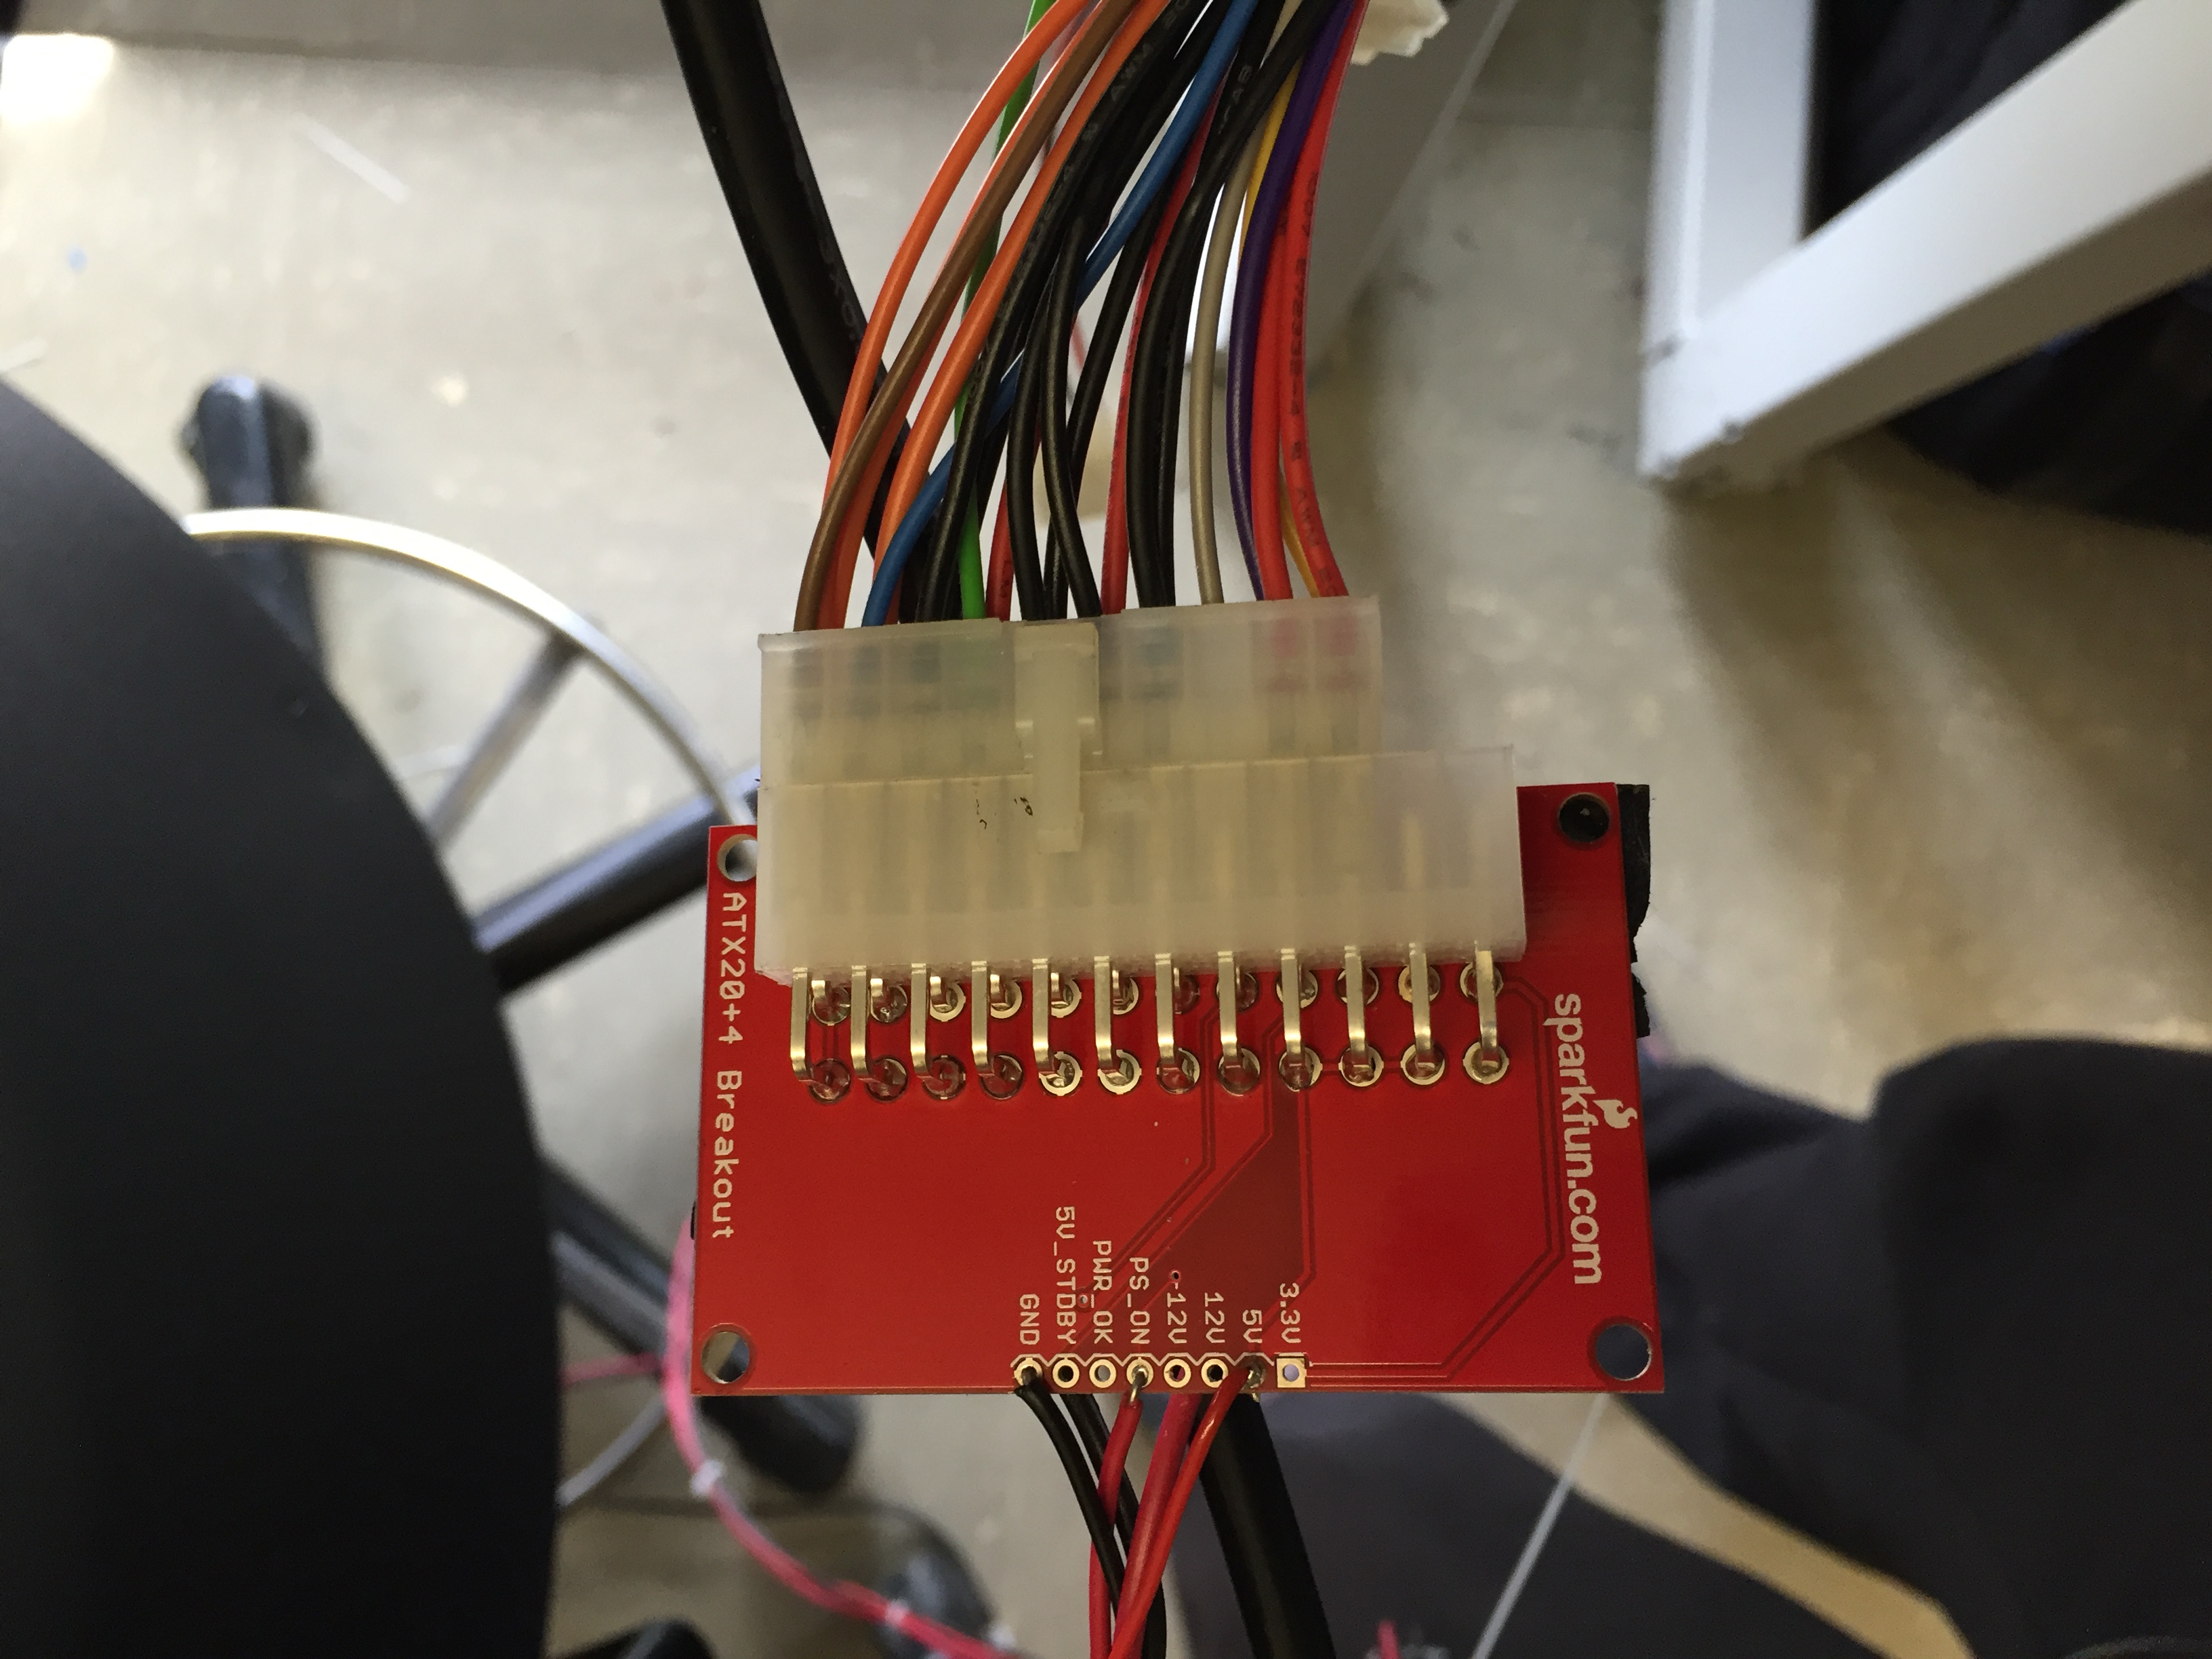 ATX20+4 Breakout
sparkfun.com
GND
5V_STDBY
PWR_OK
PS_ON
-12V
12V
5V
3.3V